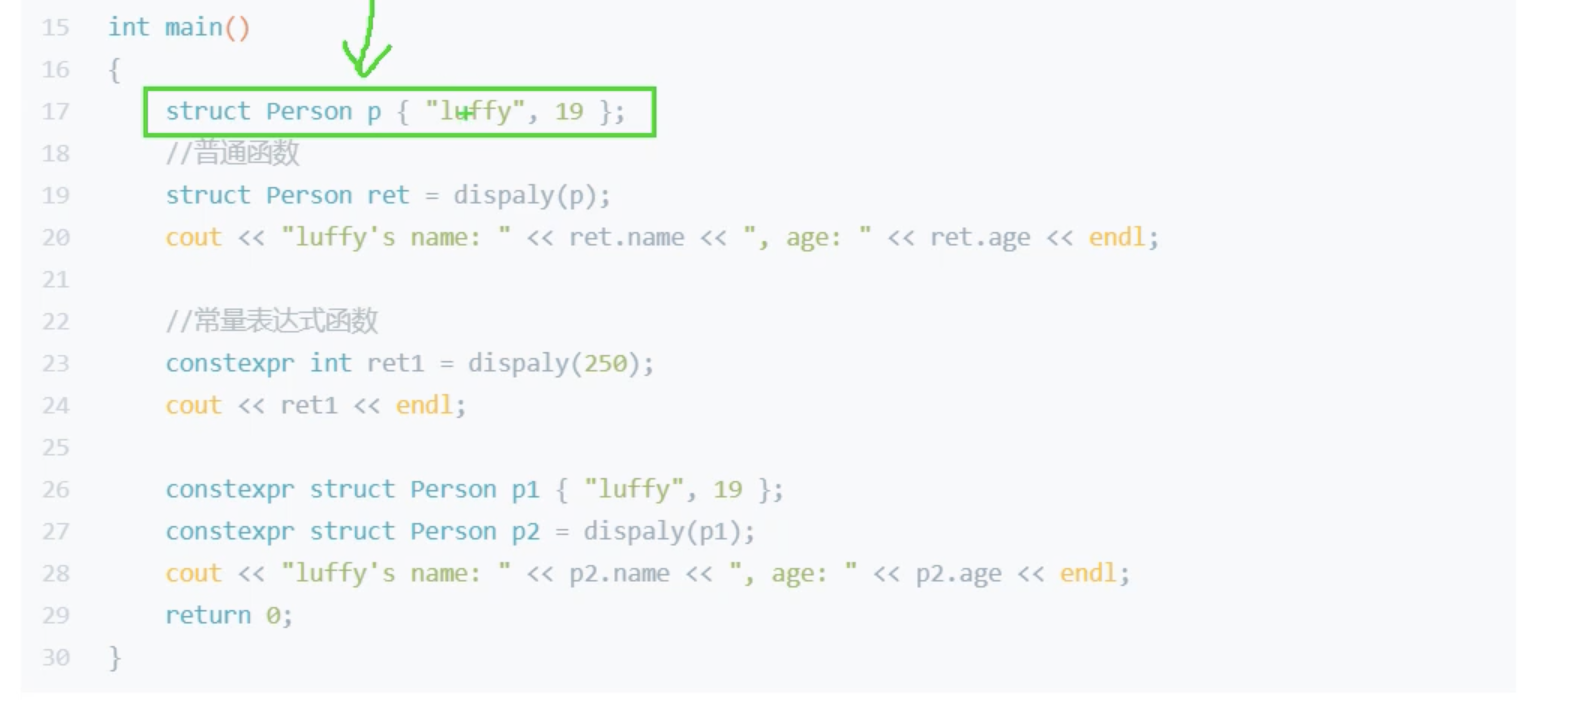 15 int main()
16 {
17 struct Person p { "luffy", 19 };
18 //普通函数
19 struct Person ret = dispaly(p);
20 cout << "luffy's name: " << ret.name << ", age: " << ret.age << endl;
21
22 //常量表达式函数
23 constexpr int ret1 = dispaly(250);
24 cout << ret1 << endl;
25
26 constexpr struct Person p1 { "luffy", 19 };
27 constexpr struct Person p2 = dispaly(p1);
28 cout << "luffy's name: " << p2.name << ", age: " << p2.age << endl;
29 return 0;
30 }